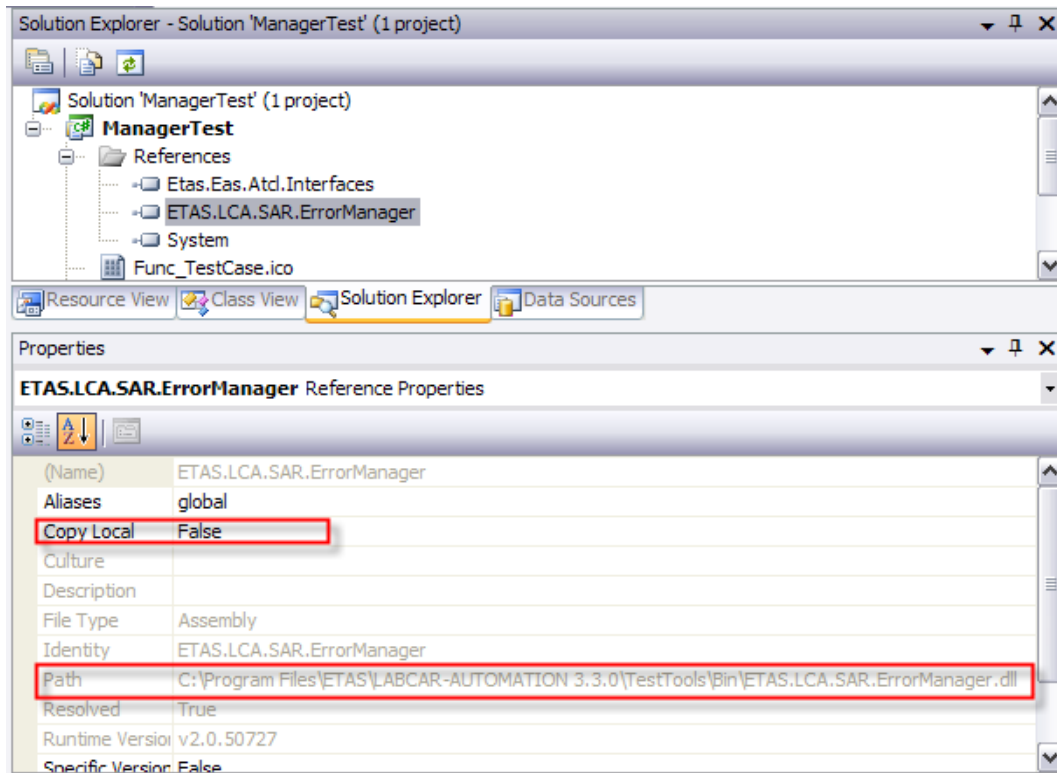 Solution Explorer - Solution 'ManagerTest' (1 project)
Solution 'ManagerTest' (1 project)
ManagerTest
References
Etas.Eas.Atcl.Interfaces
ETAS.LCA.SAR.ErrorManager
System
Func_TestCase.ico
Resource View Class View Solution Explorer Data Sources
Properties
ETAS.LCA.SAR.ErrorManager Reference Properties
(Name) ETAS.LCA.SAR.ErrorManager
Aliases global
Copy Local False
Culture
Description
File Type Assembly
Identity ETAS.LCA.SAR.ErrorManager
Path C:\Program Files\ETAS\LABCAR-AUTOMATION 3.3.0\TestTools\Bin\ETAS.LCA.SAR.ErrorManager.dll
Resolved True
Runtime Version v2.0.50727
Specific Version False